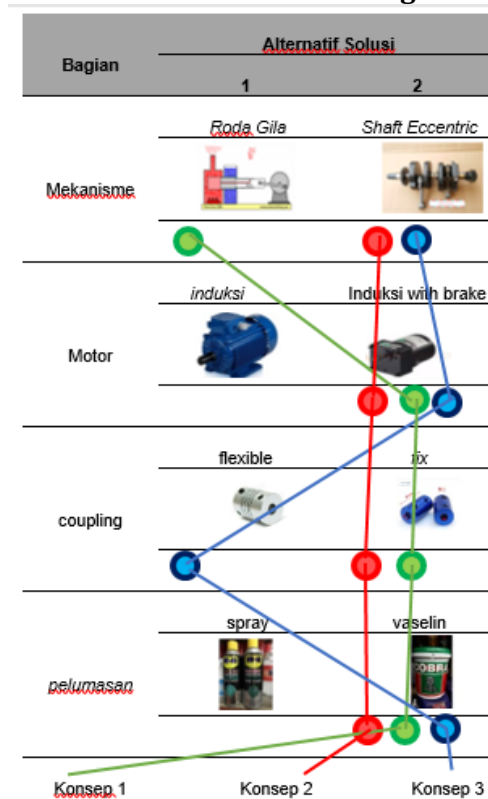 Alternatif Solusi
Bagian
1 2
Roda Gila Shaft Eccentric
Mekanisme
induksi Induksi with brake
Motor
flexible fix
coupling
spray vaselin
COBRA
pelumasan
Konsep 1 Konsep 2 Konsep 3